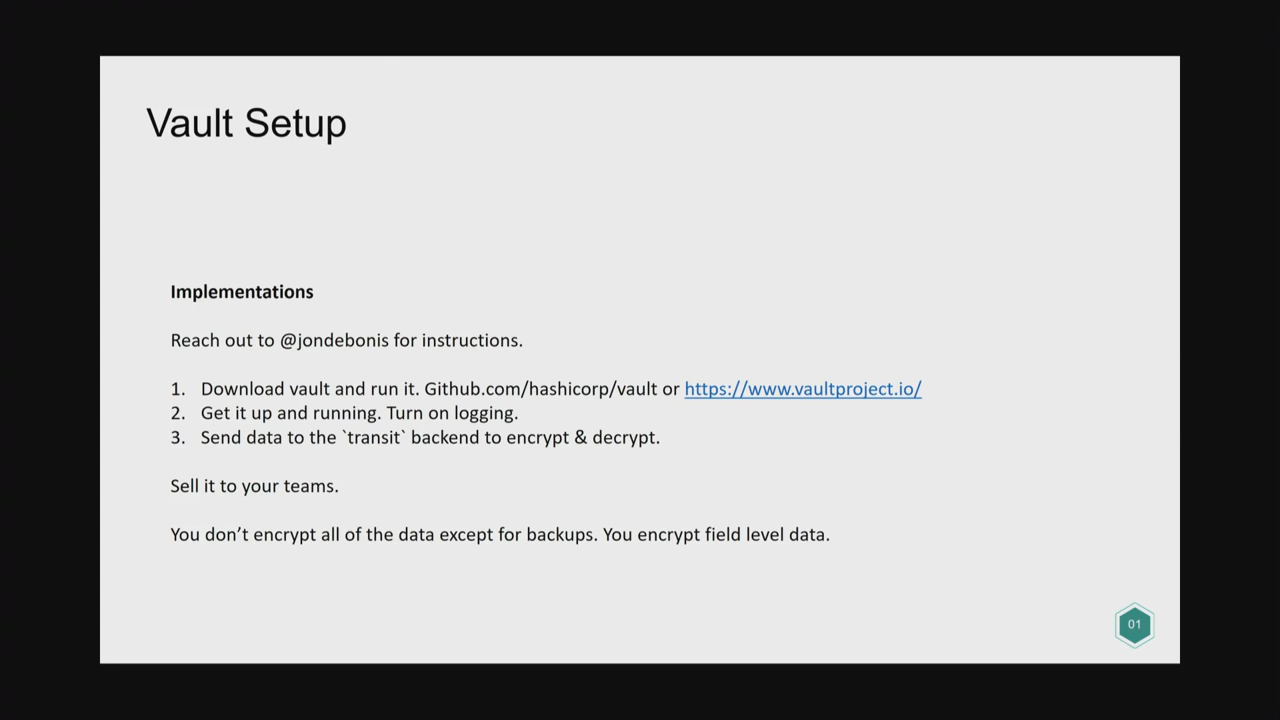 Vault Setup
Implementations
Reach out to @jondebonis for instructions.
1. Download vault and run it. Github.com/hashicorp/vault or https://www.vaultproject.io/
2. Get it up and running. Turn on logging.
3. Send data to the `transit` backend to encrypt & decrypt.
Sell it to your teams.
You don’t encrypt all of the data except for backups. You encrypt field level data.
01